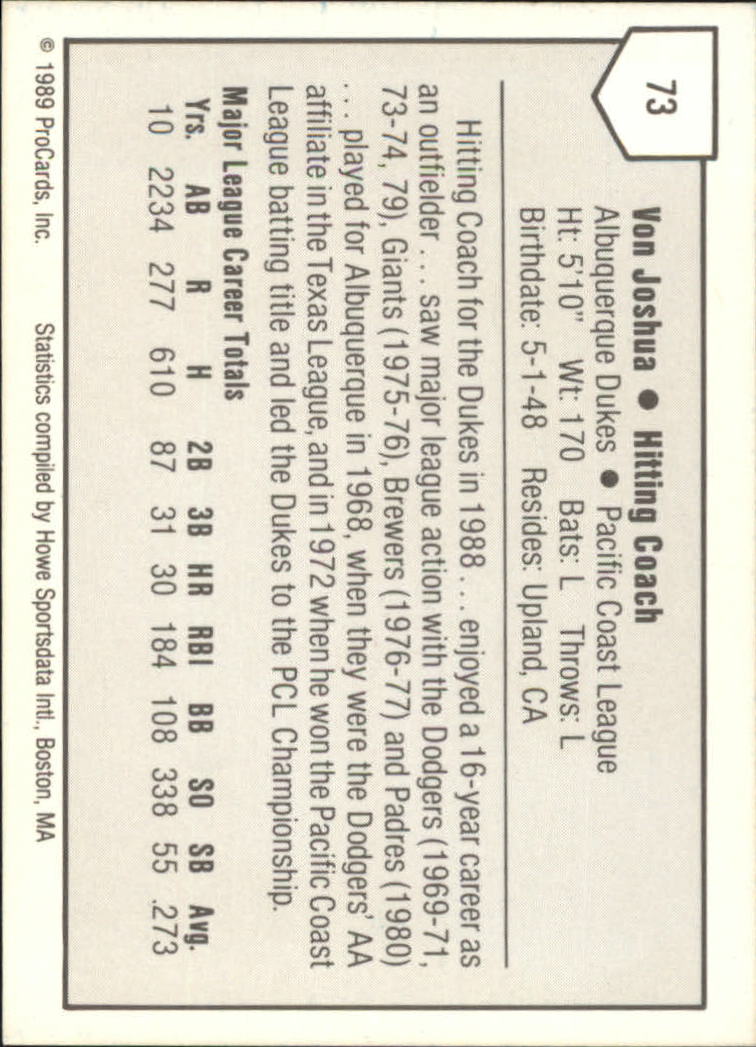 73
Von Joshua ● Hitting Coach
Albuquerque Dukes ● Pacific Coast League
Ht: 5'10" Wt: 170 Bats: L Throws: L
Birthdate: 5-1-48 Resides: Upland, CA
Hitting Coach for the Dukes in 1988 . . . enjoyed a 16-year career as
an outfielder . . . saw major league action with the Dodgers (1969-71,
73-74, 79), Giants (1975-76), Brewers (1976-77) and Padres (1980)
. . . played for Albuquerque in 1968, when they were the Dodgers' AA
affiliate in the Texas League, and in 1972 when he won the Pacific Coast
League batting title and led the Dukes to the PCL Championship.
Major League Career Totals
Yrs. AB R H 2B 3B HR RBI BB SO SB Avg.
10 2234 277 610 87 31 30 184 108 338 55 .273
© 1989 ProCards, Inc. Statistics compiled by Howe Sportsdata Intl., Boston, MA